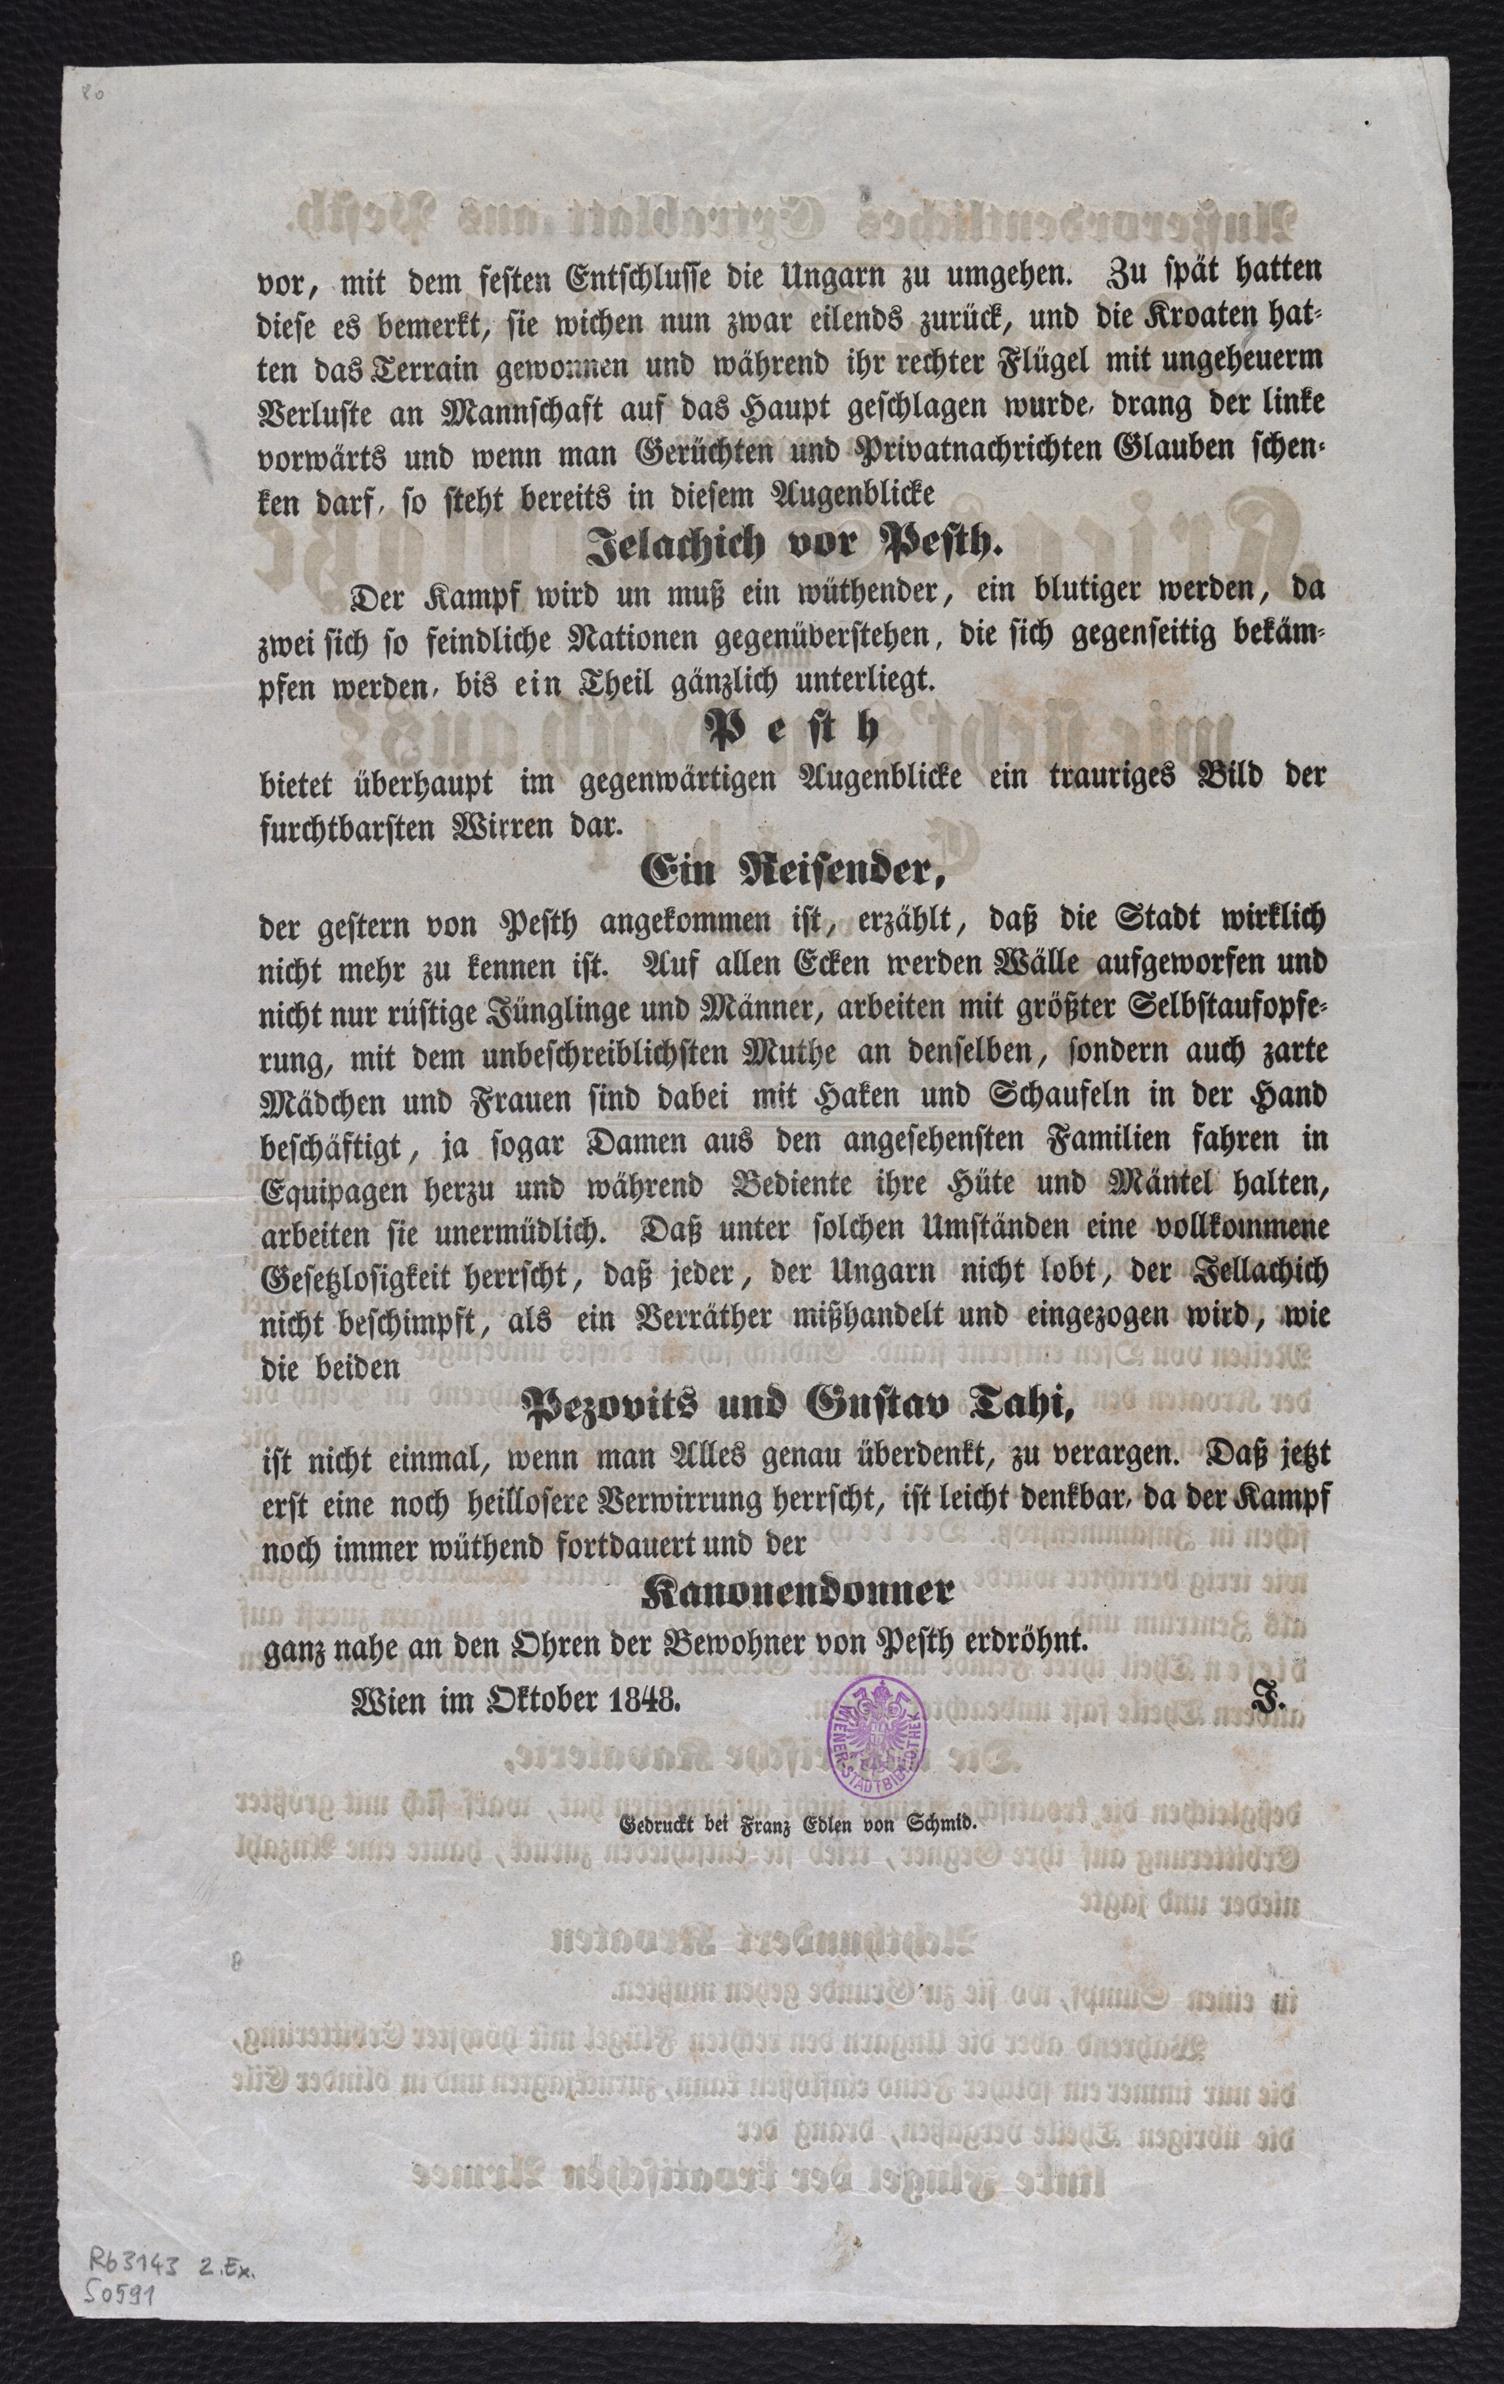 80
vor, mit dem festen Entschlusse die Ungarn zu umgehen. Zu spät hatten
diese es bemerkt, sie wichen nun zwar eilends zurück, und die Kroaten hat-
ten das Terrain gewonnen und während ihr rechter Flügel mit ungeheuerm
Verluste an Mannschaft auf das Haupt geschlagen wurde, drang der linke
vorwärts und wenn man Gerüchten und Privatnachrichten Glauben schen-
ken darf, so steht bereits in diesem Augenblicke
Jelachich vor Pesth.
Der Kampf wird un muß ein wüthender, ein blutiger werden, da
zwei sich so feindliche Nationen gegenüberstehen, die sich gegenseitig bekäm-
pfen werden, bis ein Theil gänzlich unterliegt.
Pesth
bietet überhaupt im gegenwärtigen Augenblicke ein trauriges Bild der
furchtbarsten Wirren dar.
Ein Reisender,
der gestern von Pesth angekommen ist, erzählt, daß die Stadt wirklich
nicht mehr zu kennen ist. Auf allen Ecken werden Wälle aufgeworfen und
nicht nur rüstige Jünglinge und Männer, arbeiten mit größter Selbstaufopfe-
rung, mit dem unbeschreiblichsten Muthe an denselben, sondern auch zarte
Mädchen und Frauen sind dabei mit Haken und Schaufeln in der Hand
beschäftigt, ja sogar Damen aus den angesehensten Familien fahren in
Equipagen herzu und während Bediente ihre Hüte und Mäntel halten,
arbeiten sie unermüdlich. Daß unter solchen Umständen eine vollkommene
Gesetzlosigkeit herrscht, daß jeder, der Ungarn nicht lobt, der Jellachich
nicht beschimpft, als ein Verräther mißhandelt und eingezogen wird, wie
die beiden
Pezovits und Gustav Tahi,
ist nicht einmal, wenn man Alles genau überdenkt, zu verargen. Daß jetzt
erst eine noch heillosere Verwirrung herrscht, ist leicht denkbar, da der Kampf
noch immer wüthend fortdauert und der
Kanonendonner
ganz nahe an den Ohren der Bewohner von Pesth erdröhnt.
Wien im Oktober 1848. J.
WIENER STADTBIBLIOTHEK
Gedruckt bei Franz Edlen von Schmid.
8
Rb3143 2.Ex.
50591